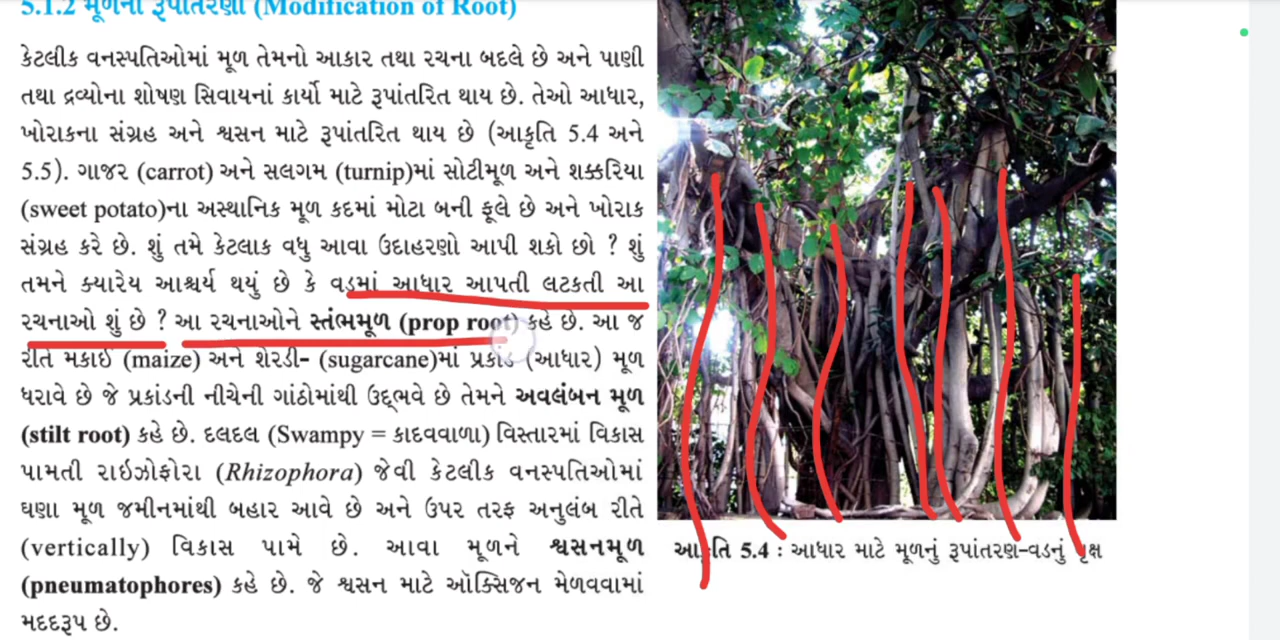 5.1.2 મૂળના રૂપાંતરણો (Modification of Root)
કેટલીક વનસ્પતિઓમાં મૂળ તેમનો આકાર તથા રચના બદલે છે અને પાણી
તથા દ્રવ્યોના શોષણ સિવાયનાં કાર્યો માટે રૂપાંતરિત થાય છે. તેઓ આધાર,
ખોરાકના સંગ્રહ અને શ્વસન માટે રૂપાંતરિત થાય છે (આકૃતિ 5.4 અને
5.5). ગાજર (carrot) અને સલગમ (turnip)માં સોટીમૂળ અને શક્કરિયા
(sweet potato)ના અસ્થાનિક મૂળ કદમાં મોટા બની ફૂલે છે અને ખોરાક
સંગ્રહ કરે છે. શું તમે કેટલાક વધુ આવા ઉદાહરણો આપી શકો છો ? શું
તમને ક્યારેય આશ્ચર્ય થયું છે કે વડમાં આધાર આપતી લટકતી આ
રચનાઓ શું છે ? આ રચનાઓને સ્તંભમૂળ (prop root) કહે છે. આ જ
રીતે મકાઈ (maize) અને શેરડી- (sugarcane)માં પ્રકાંડ (આધાર) મૂળ
ધરાવે છે જે પ્રકાંડની નીચેની ગાંઠોમાંથી ઉદ્ભવે છે તેમને અવલંબન મૂળ
(stilt root) કહે છે. દલદલ (Swampy = કાદવવાળા) વિસ્તારમાં વિકાસ
પામતી રાઇઝોફોરા (Rhizophora) જેવી કેટલીક વનસ્પતિઓમાં
ઘણા મૂળ જમીનમાંથી બહાર આવે છે અને ઉપર તરફ અનુલંબ રીતે
(vertically) વિકાસ પામે છે. આવા મૂળને શ્વસનમૂળ
(pneumatophores) કહે છે. જે શ્વસન માટે ઑક્સિજન મેળવવામાં
મદદરૂપ છે.
આકૃતિ 5.4 : આધાર માટે મૂળનું રૂપાંતરણ-વડનું વૃક્ષ